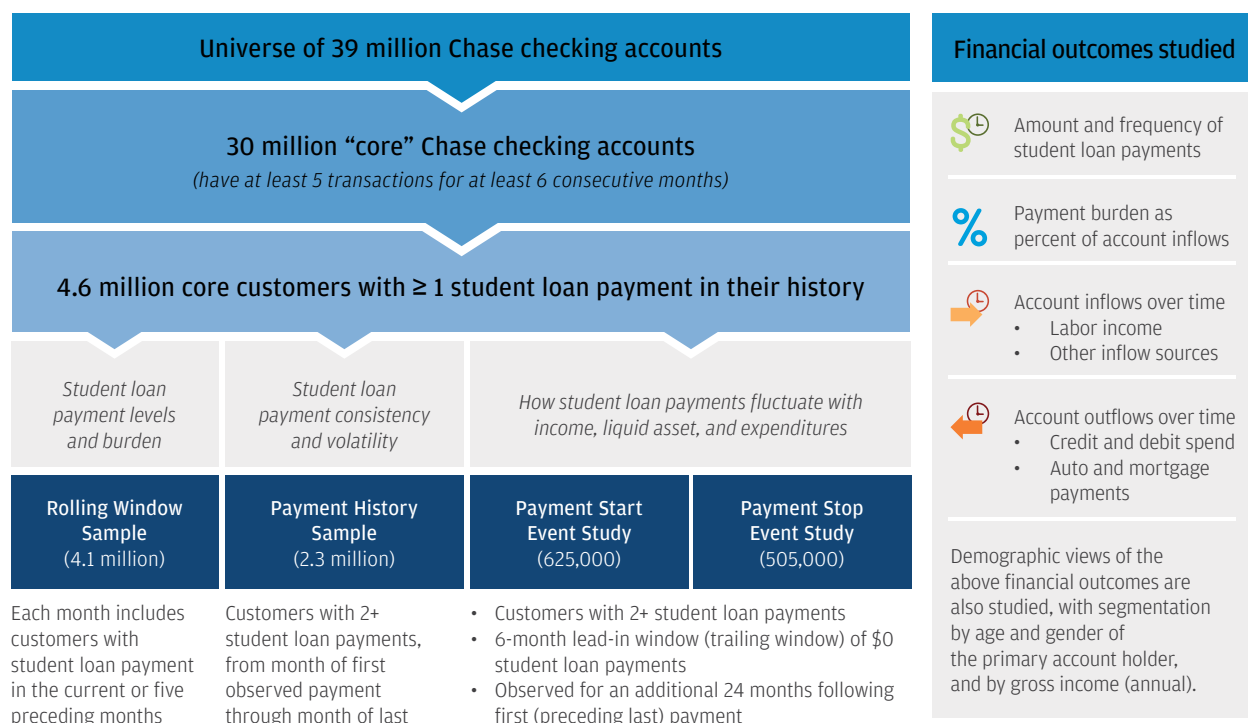 Universe of 39 million Chase checking accounts
30 million “core” Chase checking accounts
(have at least 5 transactions for at least 6 consecutive months)
4.6 million core customers with ≥ 1 student loan payment in their history
Student loan
payment levels
and burden
Student loan
payment consistency
and volatility
How student loan payments fluctuate with
income, liquid asset, and expenditures
Rolling Window
Sample
(4.1 million)
Payment History
Sample
(2.3 million)
Payment Start
Event Study
(625,000)
Payment Stop
Event Study
(505,000)
Each month includes
customers with
student loan payment
in the current or five
preceding months
Customers with 2+
student loan payments,
from month of first
observed payment
through month of last
• Customers with 2+ student loan payments
• 6-month lead-in window (trailing window) of $0
student loan payments
• Observed for an additional 24 months following
first (preceding last) payment
Financial outcomes studied
$
Amount and frequency of
student loan payments
%
Payment burden as
percent of account inflows
Account inflows over time
• Labor income
• Other inflow sources
Account outflows over time
• Credit and debit spend
• Auto and mortgage
payments
Demographic views of the
above financial outcomes are
also studied, with segmentation
by age and gender of
the primary account holder,
and by gross income (annual).